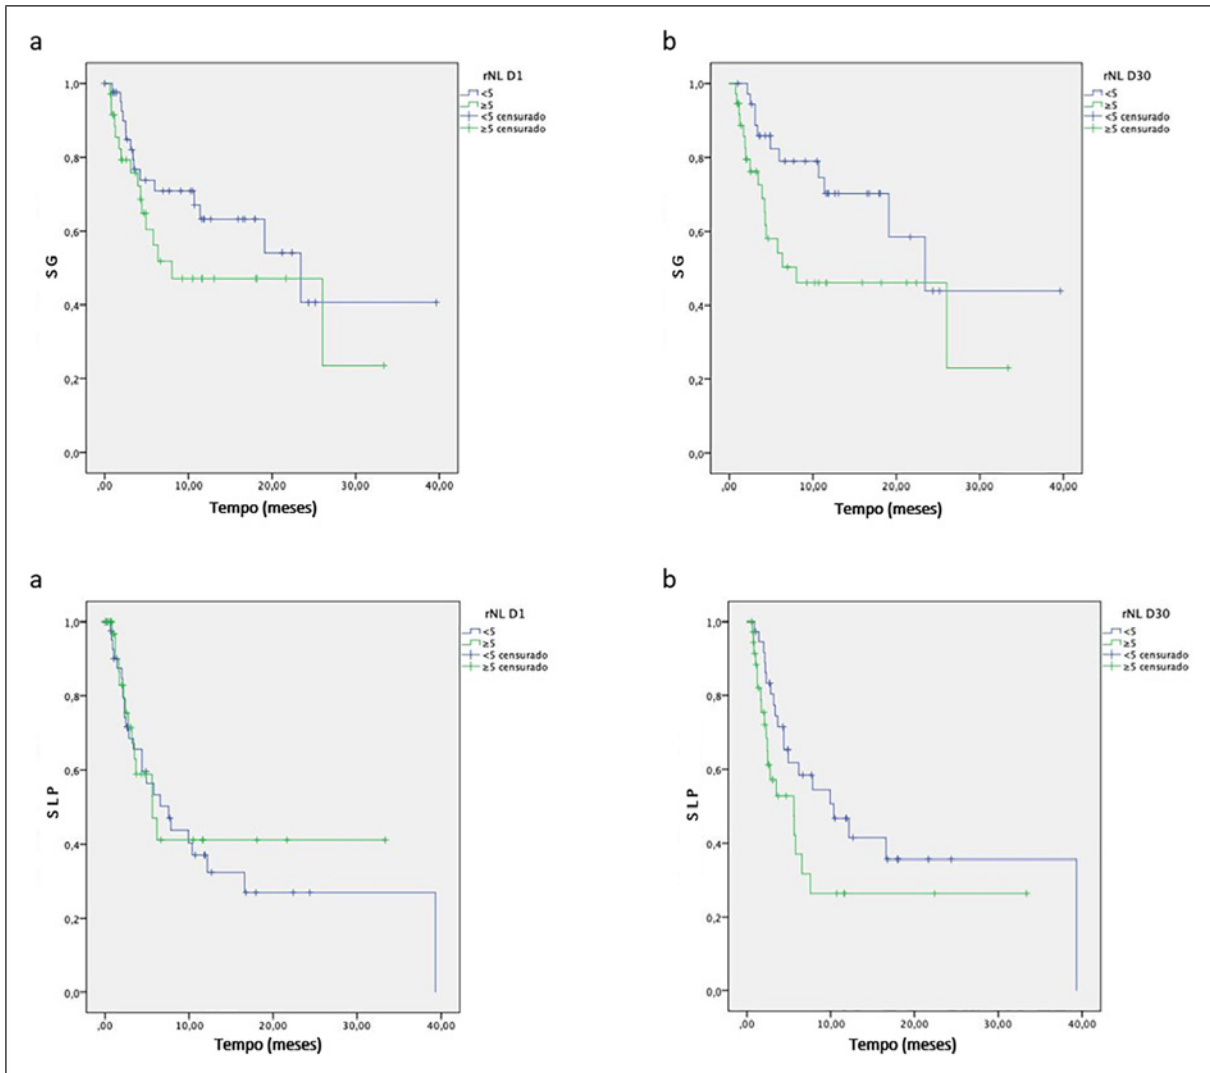 a
rNL D1
<5
≥5
<5 censurado
≥5 censurado
1,0
0,8
0,6
0,4
0,2
0,0
SG
,00 10,00 20,00 30,00 40,00
Tempo (meses)
b
rNL D30
<5
≥5
<5 censurado
≥5 censurado
1,0
0,8
0,6
0,4
0,2
0,0
SG
,00 10,00 20,00 30,00 40,00
Tempo (meses)
a
rNL D1
<5
≥5
<5 censurado
≥5 censurado
1,0
0,8
0,6
0,4
0,2
0,0
SLP
,00 10,00 20,00 30,00 40,00
Tempo (meses)
b
rNL D30
<5
≥5
<5 censurado
≥5 censurado
1,0
0,8
0,6
0,4
0,2
0,0
SLP
,00 10,00 20,00 30,00 40,00
Tempo (meses)